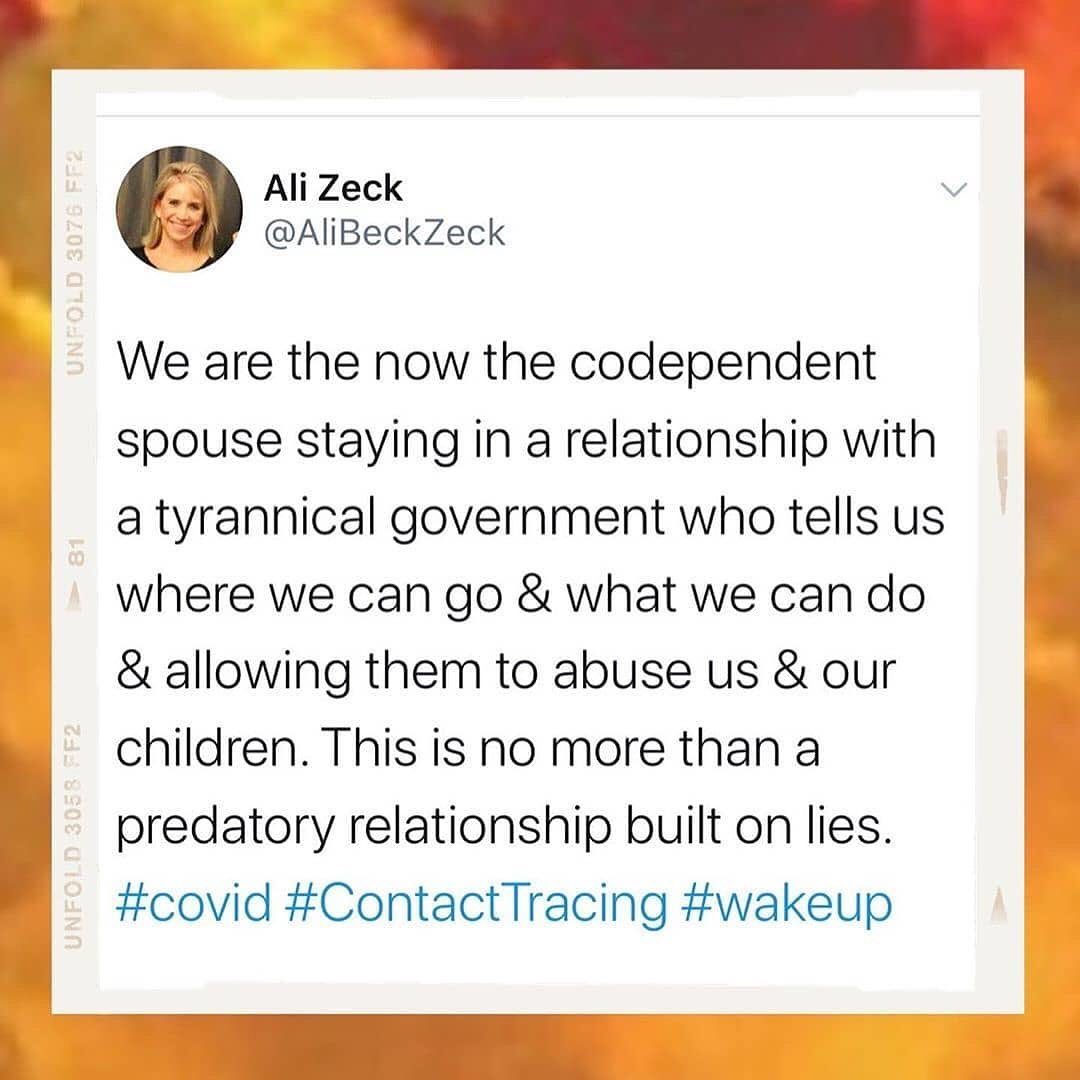 Ali Zeck
@AliBeckZeck
We are the now the codependent
spouse staying in a relationship with
a tyrannical government who tells us
where we can go & what we can do
& allowing them to abuse us & our
children. This is no more than a
predatory relationship built on lies.
#covid #ContactTracing #wakeup
UNFOLD 3076 FF2
81
UNFOLD 3058 FF2